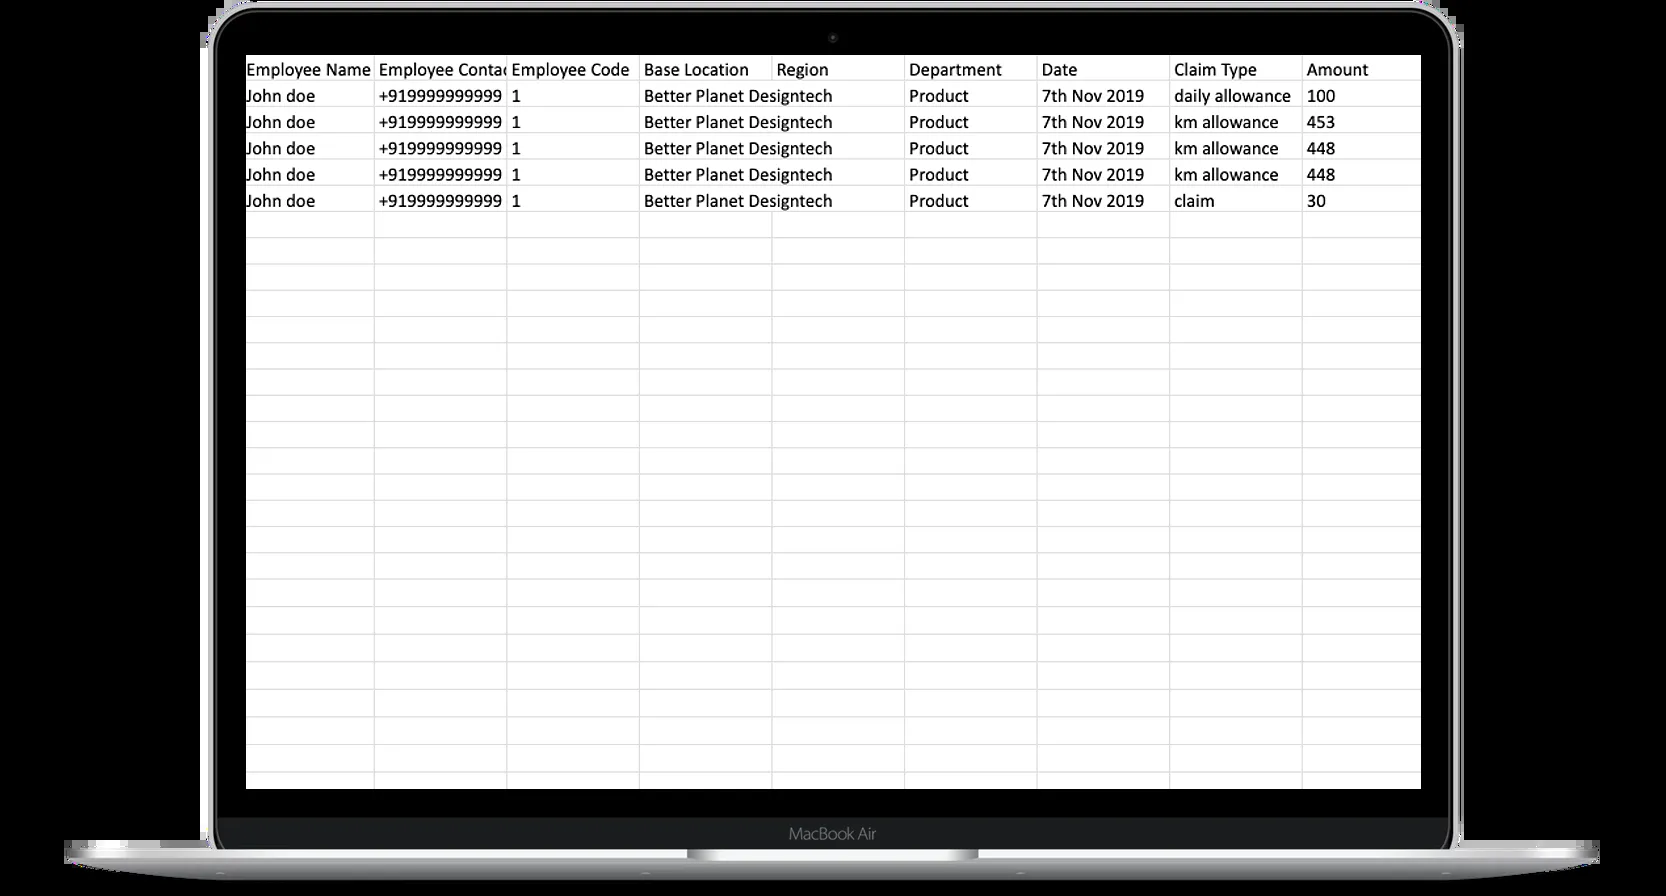 Employee Name Employee Contac Employee Code Base Location Region Department Date Claim Type Amount
John doe +919999999999 1 Better Planet Designtech Product 7th Nov 2019 daily allowance 100
John doe +919999999999 1 Better Planet Designtech Product 7th Nov 2019 km allowance 453
John doe +919999999999 1 Better Planet Designtech Product 7th Nov 2019 km allowance 448
John doe +919999999999 1 Better Planet Designtech Product 7th Nov 2019 km allowance 448
John doe +919999999999 1 Better Planet Designtech Product 7th Nov 2019 claim 30
MacBook Air